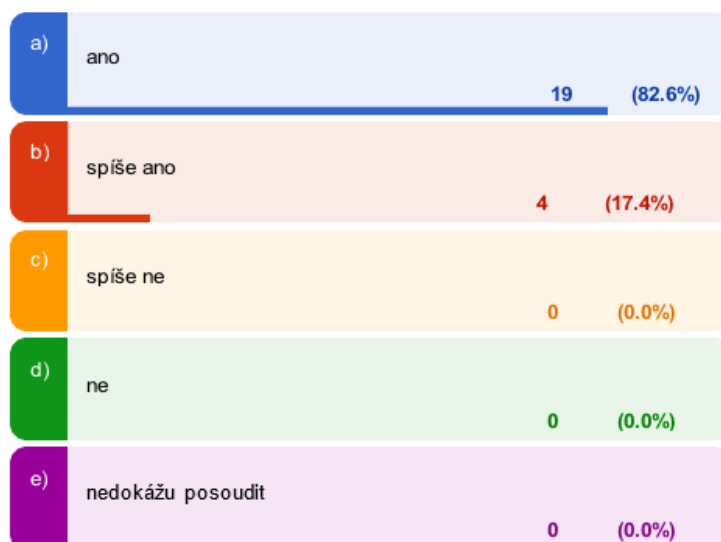 a)
ano
19 (82.6%)
b)
spíše ano
4 (17.4%)
c)
spíše ne
0 (0.0%)
d)
ne
0 (0.0%)
e)
nedokážu posoudit
0 (0.0%)